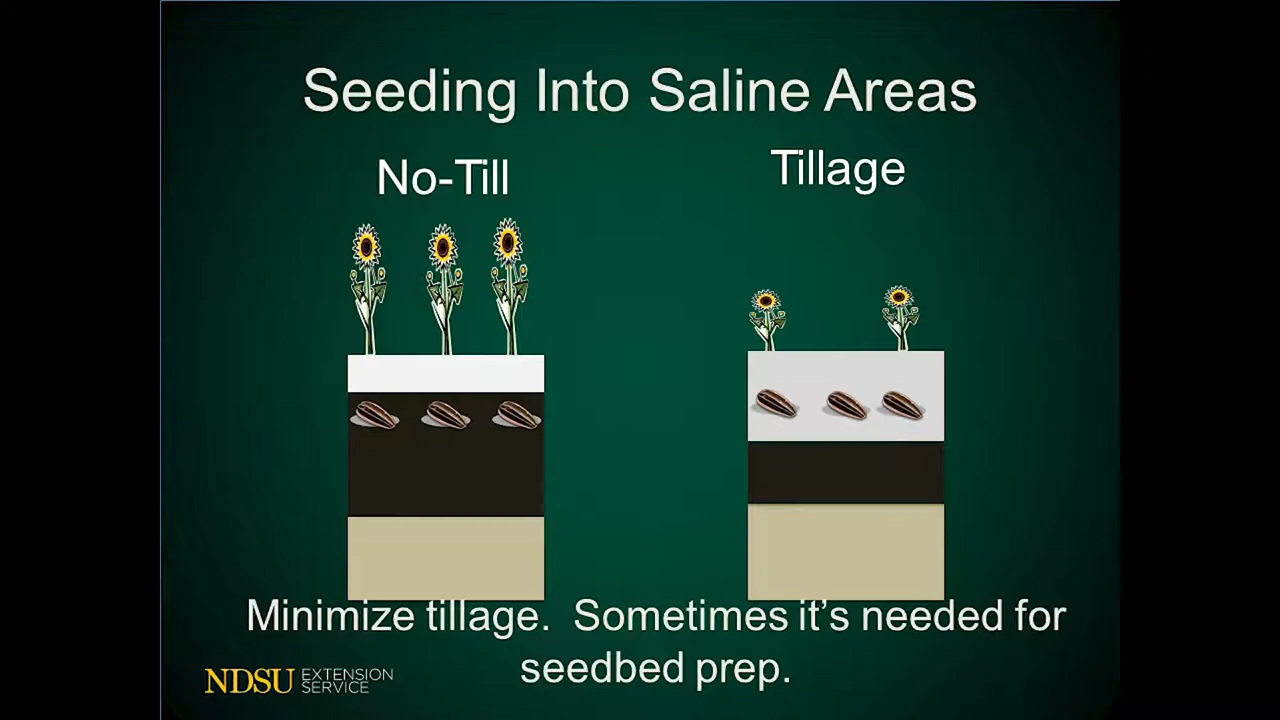 Seeding Into Saline Areas
No-Till
Tillage
Minimize tillage.  Sometimes it’s needed for
seedbed prep.
NDSU EXTENSION
SERVICE